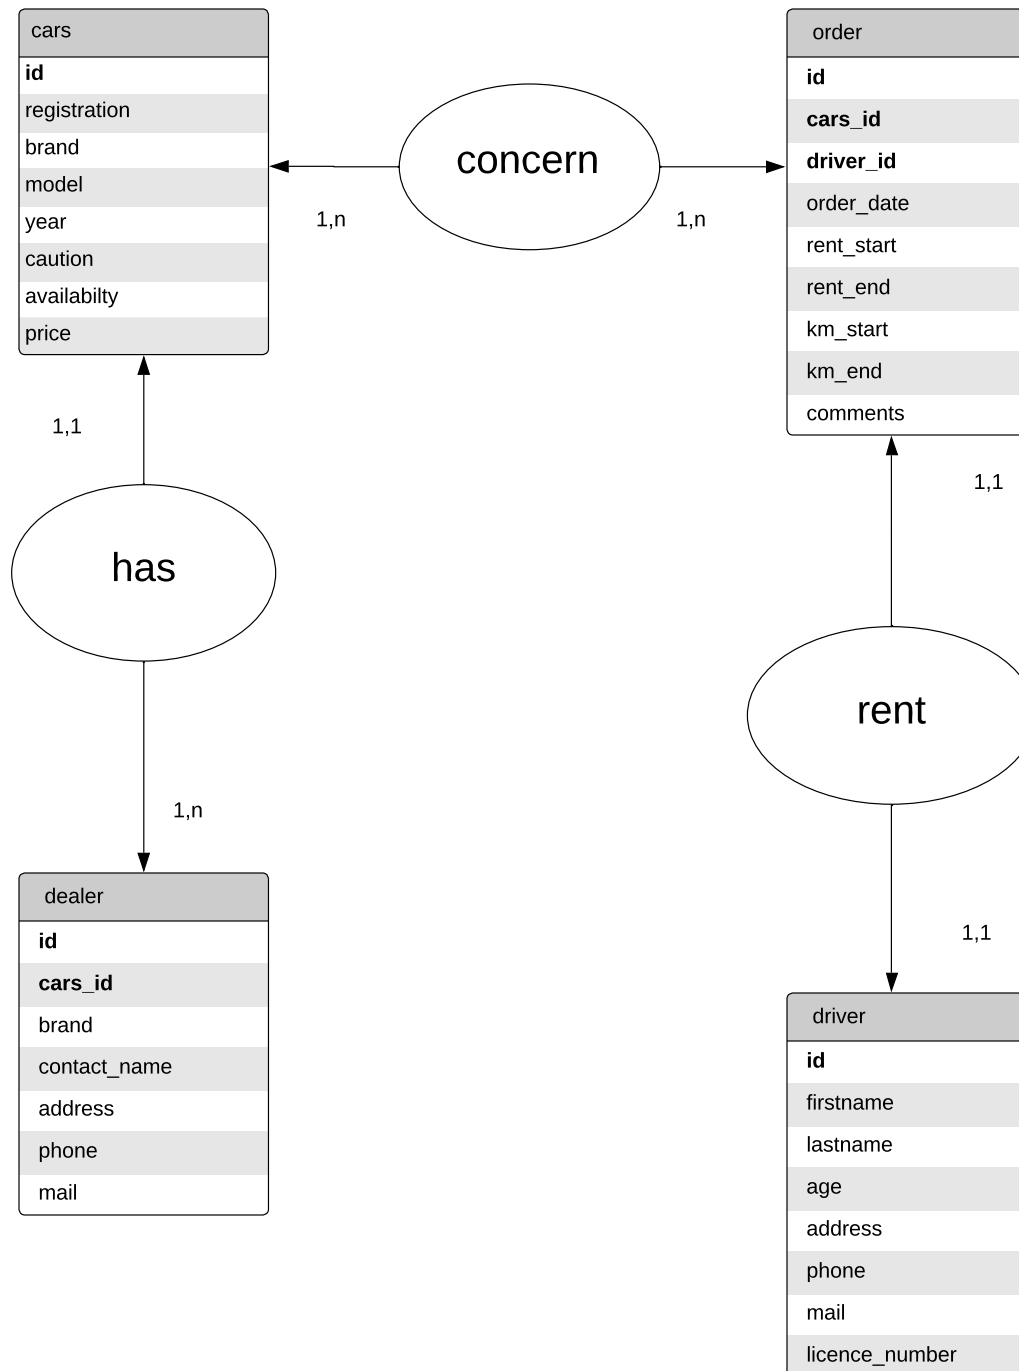 cars
id
registration
brand
model
year
caution
availabilty
price
concern
1,n
1,n
order
id
cars_id
driver_id
order_date
rent_start
rent_end
km_start
km_end
comments
1,1
has
1,n
1,1
rent
1,1
dealer
id
cars_id
brand
contact_name
address
phone
mail
driver
id
firstname
lastname
age
address
phone
mail
licence_number